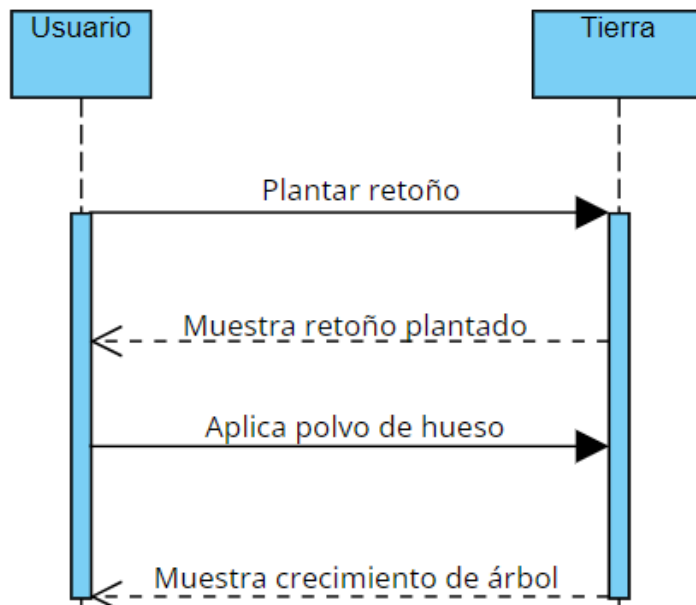 Usuario
Tierra
Plantar retoño
Muestra retoño plantado
Aplica polvo de hueso
Muestra crecimiento de árbol